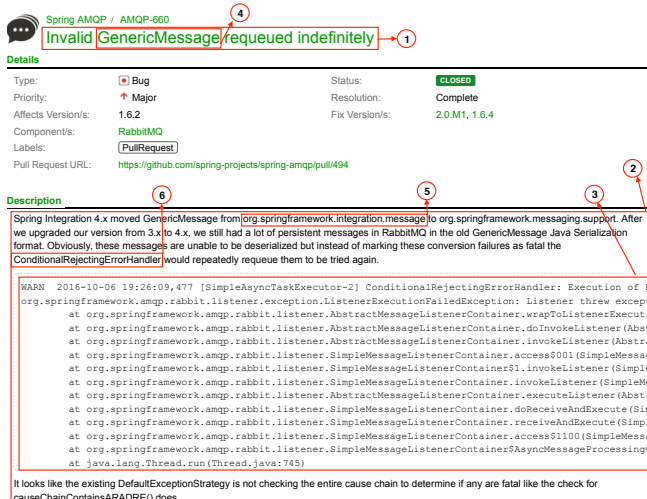 4
Spring AMQP / AMQP-660
Invalid GenericMessage requeued indefinitely
1
Details
Type: Bug Status: CLOSED
Priority: Major Resolution: Complete
Affects Version/s: 1.6.2 Fix Version/s: 2.0.M1, 1.6.4
Component/s: RabbitMQ
Labels: PullRequest
Pull Request URL: https://github.com/spring-projects/spring-amqp/pull/494
2
6 5 3
Description
Spring Integration 4.x moved GenericMessage from org.springframework.integration.message to org.springframework.messaging.support. After
we upgraded our version from 3.x to 4.x, we still had a lot of persistent messages in RabbitMQ in the old GenericMessage Java Serialization
format. Obviously, these messages are unable to be deserialized but instead of marking these conversion failures as fatal the
ConditionalRejectingErrorHandler would repeatedly requeue them to be tried again.
WARN 2016-10-06 19:26:09,477 [SimpleAsyncTaskExecutor-2] ConditionalRejectingErrorHandler: Execution of
org.springframework.amqp.rabbit.listener.exception.ListenerExecutionFailedException: Listener threw except
at org.springframework.amqp.rabbit.listener.AbstractMessageListenerContainer.wrapToListenerExecuti
at org.springframework.amqp.rabbit.listener.AbstractMessageListenerContainer.doInvokeListener(Abst
at org.springframework.amqp.rabbit.listener.AbstractMessageListenerContainer.invokeListener(Abstra
at org.springframework.amqp.rabbit.listener.SimpleMessageListenerContainer.access$001(SimpleMessag
at org.springframework.amqp.rabbit.listener.SimpleMessageListenerContainer$1.invokeListener(Simple
at org.springframework.amqp.rabbit.listener.SimpleMessageListenerContainer.invokeListener(SimpleMe
at org.springframework.amqp.rabbit.listener.AbstractMessageListenerContainer.executeListener(Abst
at org.springframework.amqp.rabbit.listener.SimpleMessageListenerContainer.doReceiveAndExecute(Sim
at org.springframework.amqp.rabbit.listener.SimpleMessageListenerContainer.receiveAndExecute(Simpl
at org.springframework.amqp.rabbit.listener.SimpleMessageListenerContainer.access$1100(SimpleMessa
at org.springframework.amqp.rabbit.listener.SimpleMessageListenerContainer$AsyncMessageProcessing
at java.lang.Thread.run(Thread.java:745)
It looks like the existing DefaultExceptionStrategy is not checking the entire cause chain to determine if any are fatal like the check for
causeChainContainsARADRE() does